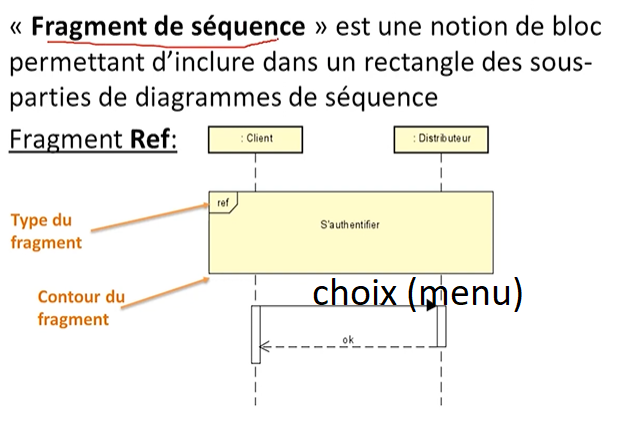 « Fragment de séquence » est une notion de bloc
permettant d'inclure dans un rectangle des sous-
parties de diagrammes de séquence
Fragment Ref:
: Client
: Distributeur
ref
S'authentifier
Type du
fragment
Contour du
fragment
choix (menu)
ok